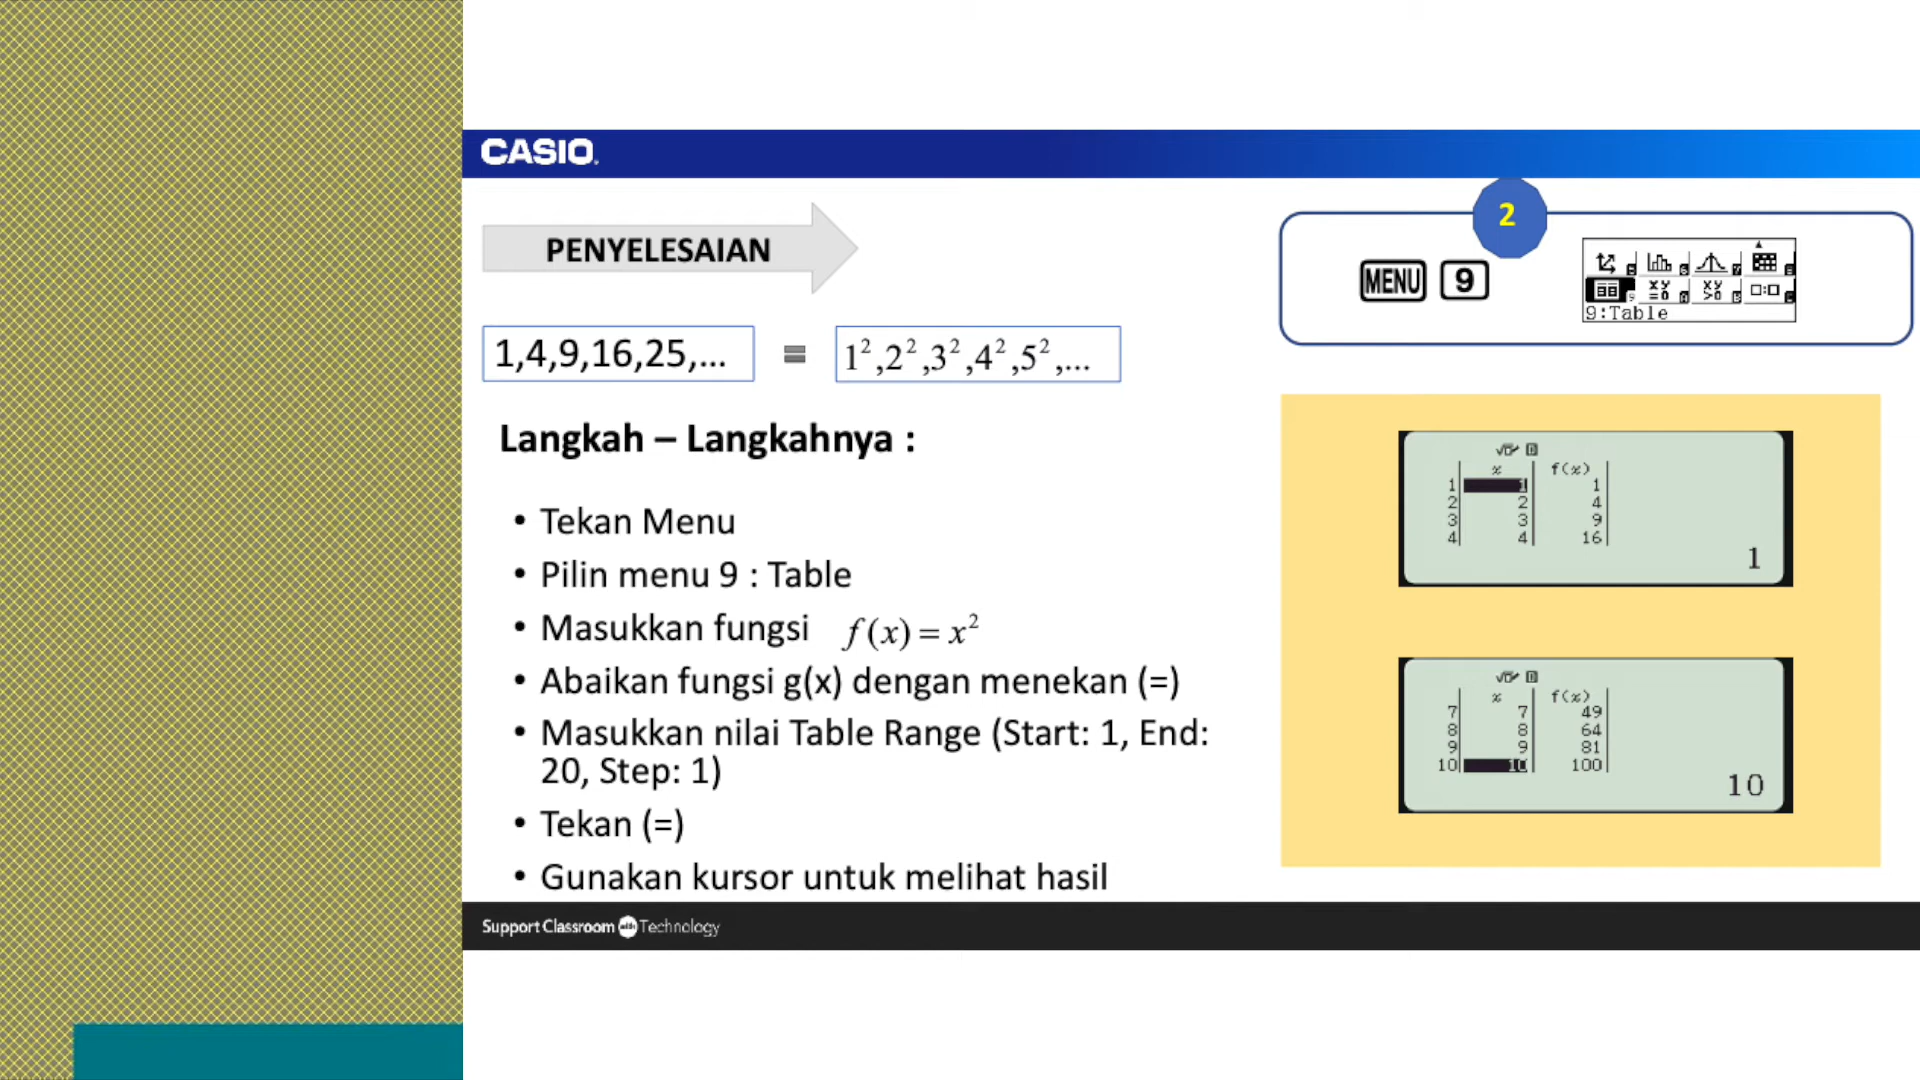 CASIO
PENYELESAIAN
1,4,9,16,25,...
=
1²,2²,3²,4²,5²,...
Langkah – Langkahnya :
• Tekan Menu
• Pilin menu 9 : Table
• Masukkan fungsi f(x) = x²
• Abaikan fungsi g(x) dengan menekan (=)
• Masukkan nilai Table Range (Start: 1, End:
20, Step: 1)
• Tekan (=)
• Gunakan kursor untuk melihat hasil
2
MENU 9
9:Table
x f(x)
1 1 1
2 2 4
3 3 9
4 4 16
1
x f(x)
7 7 49
8 8 64
9 9 81
10 10 100
10
Support Classroom with Technology